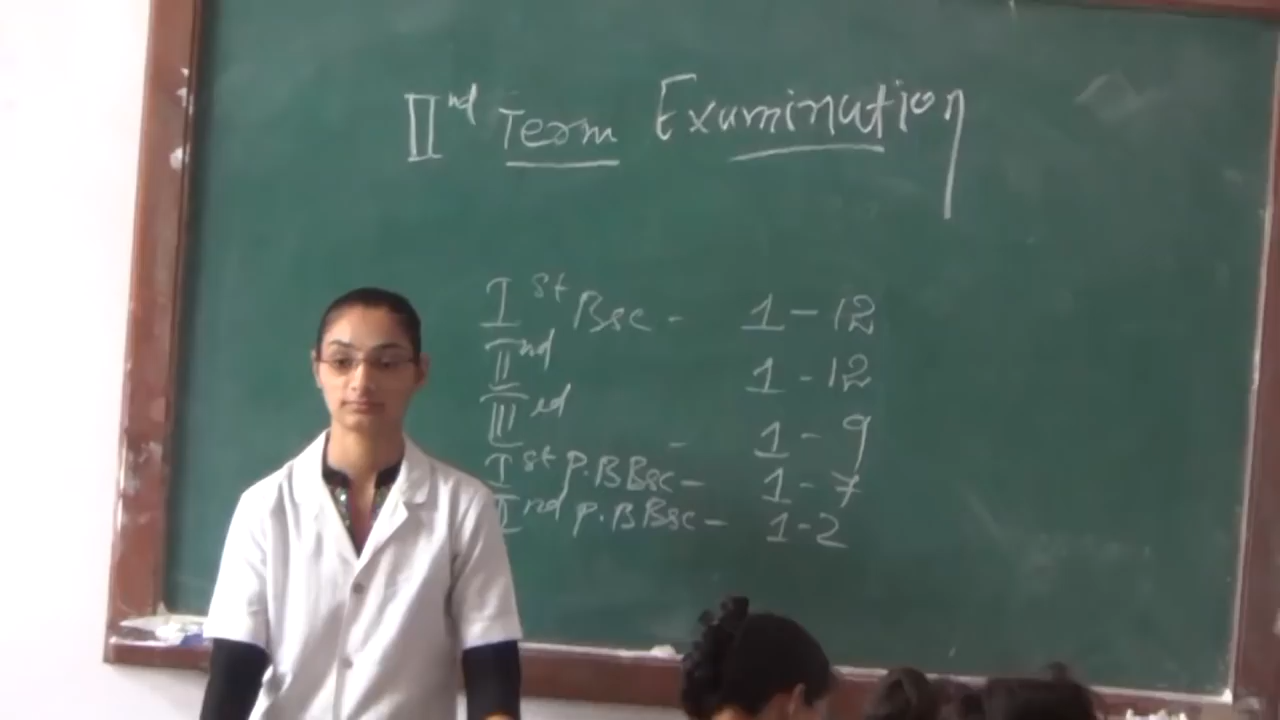 IInd Term Examination
Ist Bsc - 1 - 12
IInd 1 - 12
IIIrd - 1 - 9
Ist P.B Bsc - 1 - 7
IInd P.B Bsc - 1 - 2